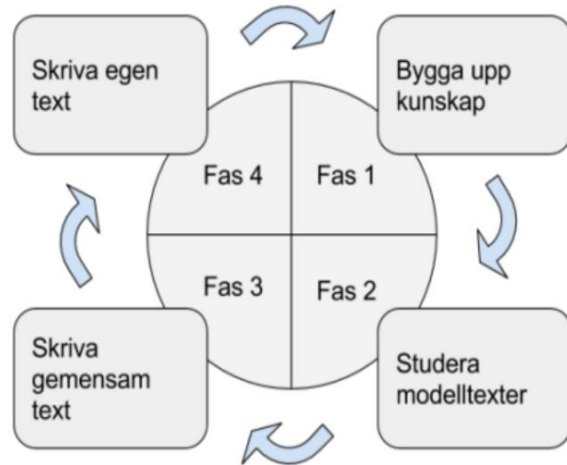 Skriva egen
text
Bygga upp
kunskap
Fas 4
Fas 1
Fas 3
Fas 2
Skriva
gemensam
text
Studera
modelltexter